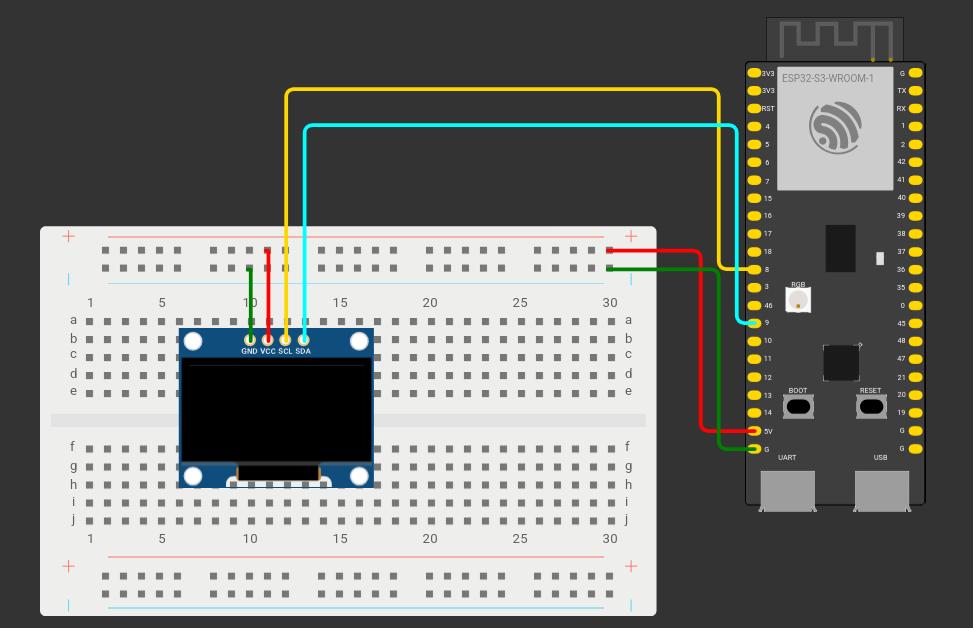 ESP32-S3-WROOM-1
3V3 G
3V3 TX
RST RX
4 1
5 2
6 42
7 41
15 40
16 39
17 38
18 37
8 36
3 RGB 35
46 0
9 45
10 48
11 47
12 21
13 BOOT RESET 20
14 19
5V G
G G
UART USB
+ +
| |
1 5 10 15 20 25 30
a a
b b
GND VCC SCL SDA
c c
d d
e e
f f
g g
h h
i i
j j
1 5 10 15 20 25 30
+ +
| |